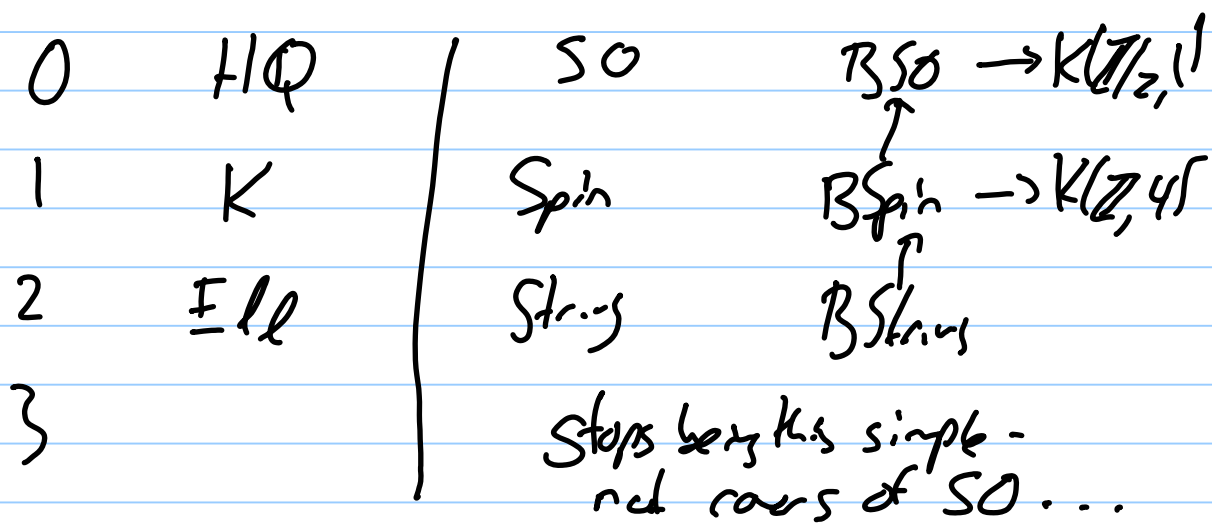 0 HQ SO BSO → K(ℤ/2, 1)
1 K Spin BSpin → K(ℤ, 4)
2 Ell String BString
3 Stops being this simple -
not covers of SO ....